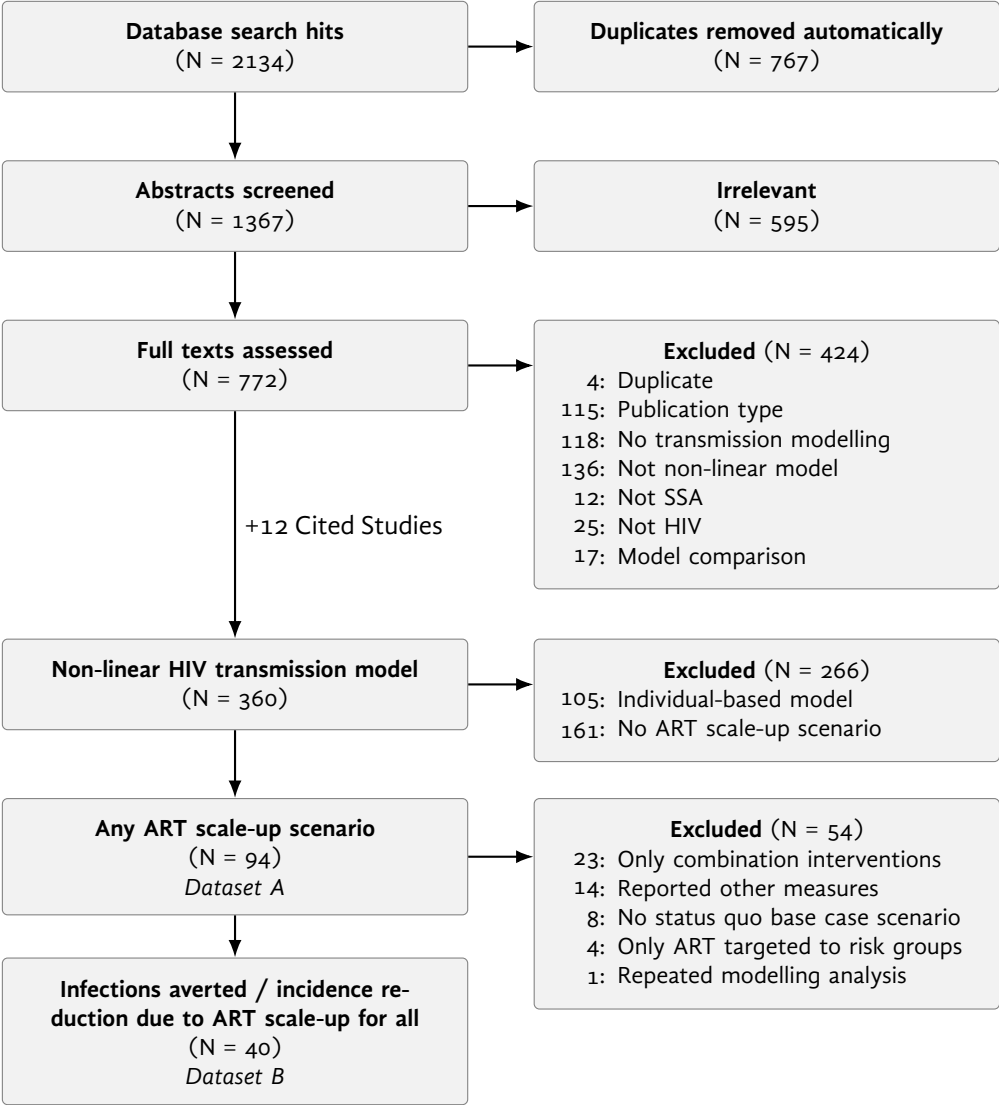 Database search hits
(N = 2134)
Duplicates removed automatically
(N = 767)
Abstracts screened
(N = 1367)
Irrelevant
(N = 595)
Full texts assessed
(N = 772)
Excluded (N = 424)
4: Duplicate
115: Publication type
118: No transmission modelling
136: Not non-linear model
12: Not SSA
25: Not HIV
17: Model comparison
+12 Cited Studies
Non-linear HIV transmission model
(N = 360)
Excluded (N = 266)
105: Individual-based model
161: No ART scale-up scenario
Any ART scale-up scenario
(N = 94)
Dataset A
Excluded (N = 54)
23: Only combination interventions
14: Reported other measures
8: No status quo base case scenario
4: Only ART targeted to risk groups
1: Repeated modelling analysis
Infections averted / incidence re-
duction due to ART scale-up for all
(N = 40)
Dataset B